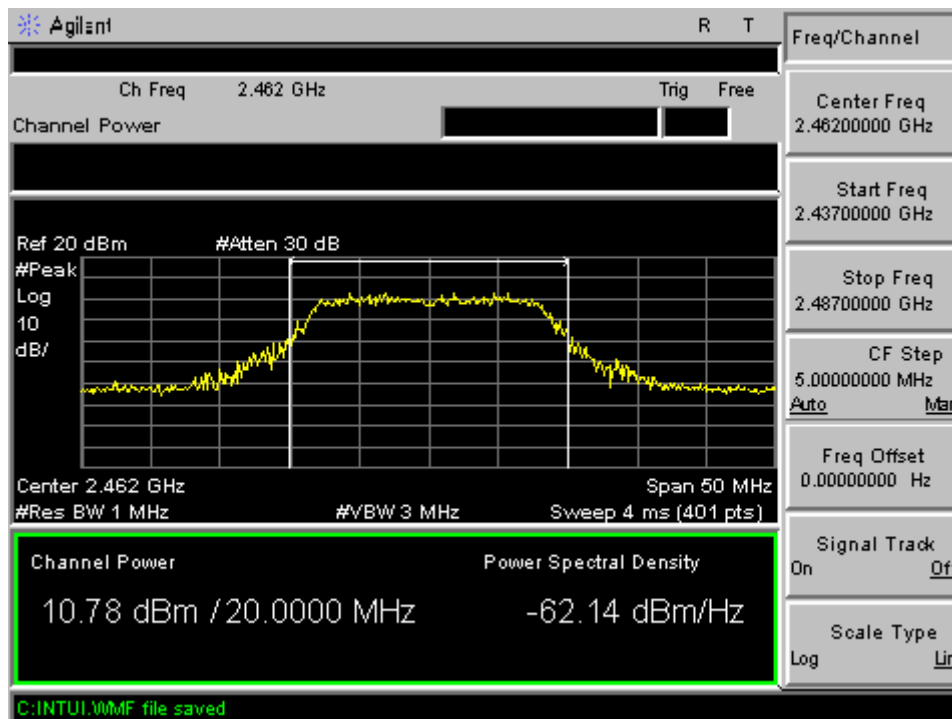 Agilent R T
Ch Freq 2.462 GHz Trig Free
Channel Power
Ref 20 dBm #Atten 30 dB
#Peak
Log
10
dB/
Center 2.462 GHz Span 50 MHz
#Res BW 1 MHz #VBW 3 MHz Sweep 4 ms (401 pts)
Channel Power Power Spectral Density
10.78 dBm / 20.0000 MHz -62.14 dBm/Hz
C:INTUI.WMF file saved
Freq/Channel
Center Freq
2.46200000 GHz
Start Freq
2.43700000 GHz
Stop Freq
2.48700000 GHz
CF Step
5.00000000 MHz
Auto Man
Freq Offset
0.00000000 Hz
Signal Track
On Of
Scale Type
Log Lin